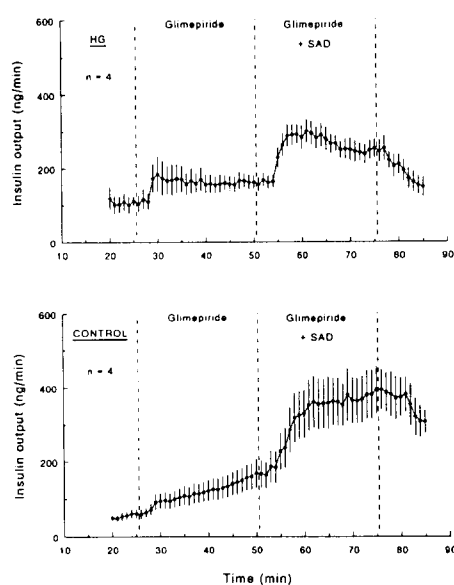 Glimepiride
Glimepiride
+ SAD
HG
n = 4
Insulin output (ng/min)
600
400
200
0
10
20
30
40
50
60
70
80
90
Glimepiride
Glimepiride
+ SAD
CONTROL
n = 4
Insulin output (ng/min)
600
400
200
0
10
20
30
40
50
60
70
80
90
Time (min)